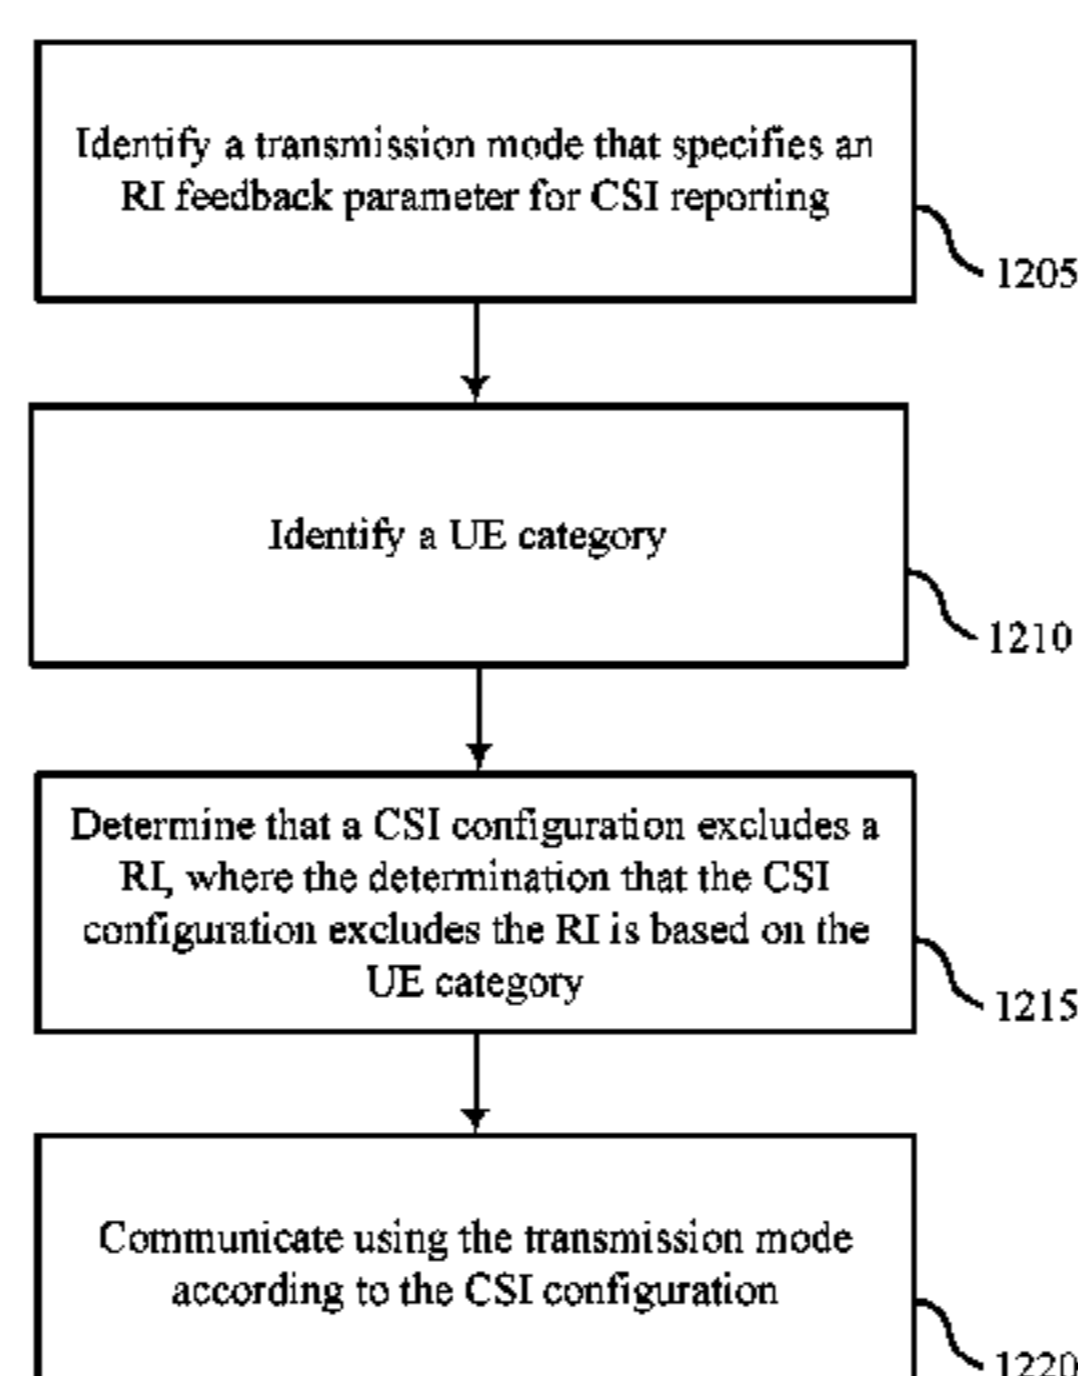 Identify a transmission mode that specifies an
RI feedback parameter for CSI reporting
1205
Identify a UE category
1210
Determine that a CSI configuration excludes a
RI, where the determination that the CSI
configuration excludes the RI is based on the
UE category
1215
Communicate using the transmission mode
according to the CSI configuration
1220